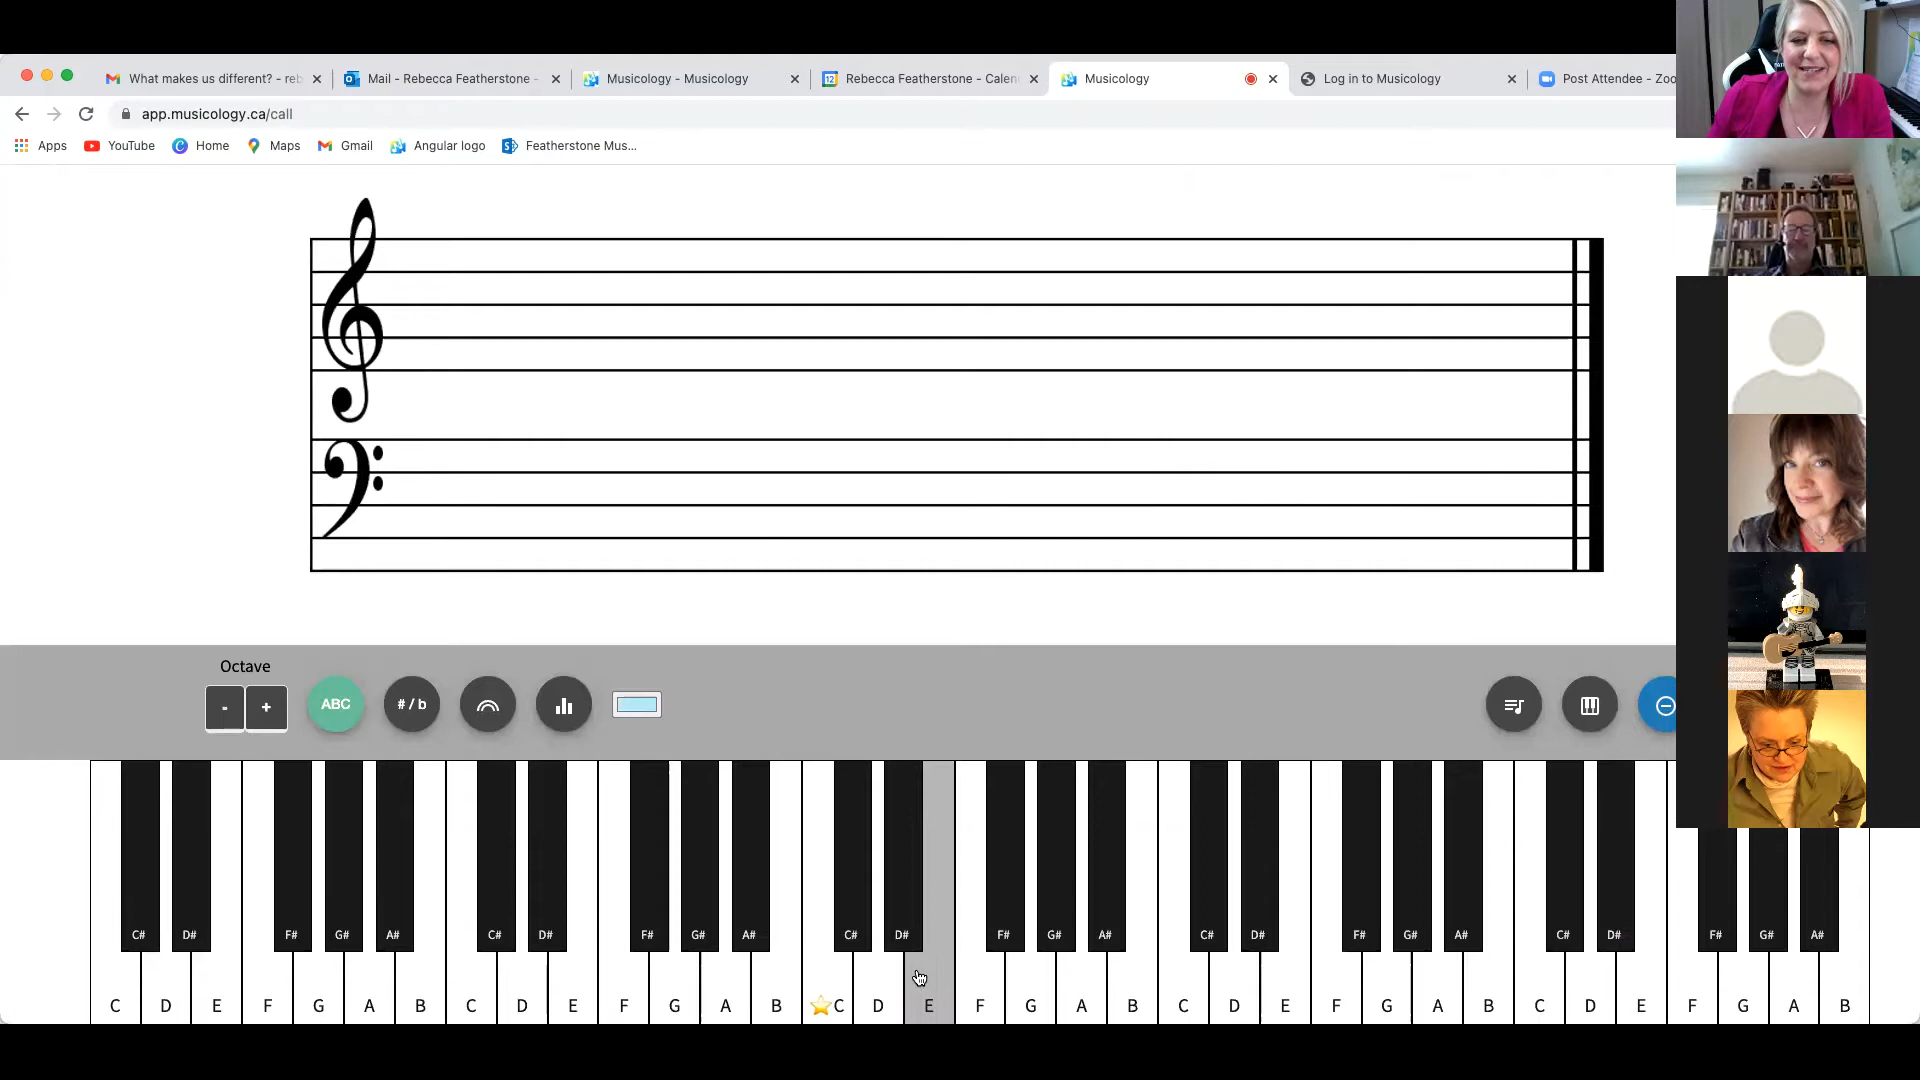 What makes us different? - reb
Mail - Rebecca Featherstone -
Musicology - Musicology
12
Rebecca Featherstone - Calen
Musicology
Log in to Musicology
Post Attendee - Zoo
app.musicology.ca/call
Apps
YouTube
Home
Maps
Gmail
Angular logo
Featherstone Mus...
Octave
- + ABC # / b
C# D# F# G# A# C# D# F# G# A# C# D# F# G# A# C# D# F# G# A# C# D# F# G# A#
C D E F G A B C D E F G A B C D E F G A B C D E F G A B C D E F G A B